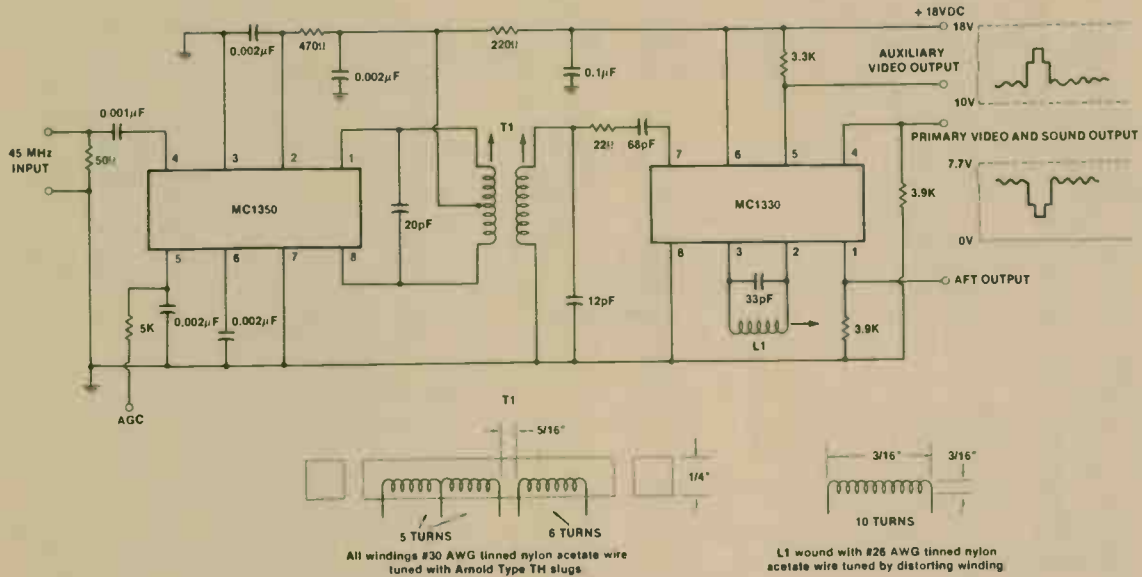 + 18VDC
18V
0.002µF
470Ω
220Ω
3.3K
AUXILIARY
VIDEO OUTPUT
0.002µF
0.1µF
10V
0.001µF
T1
PRIMARY VIDEO AND SOUND OUTPUT
45 MHz
INPUT
50Ω
4
3
2
1
22Ω
68pF
7
6
5
4
7.7V
MC1350
20pF
MC1330
3.9K
0V
5
6
7
8
8
3
2
1
AFT OUTPUT
5K
0.002µF
0.002µF
12pF
33pF
L1
3.9K
AGC
T1
5/16"
1/4"
3/16"
3/16"
5 TURNS
6 TURNS
10 TURNS
All windings #30 AWG tinned nylon acetate wire
tuned with Arnold Type TH slugs
L1 wound with #26 AWG tinned nylon
acetate wire tuned by distorting winding